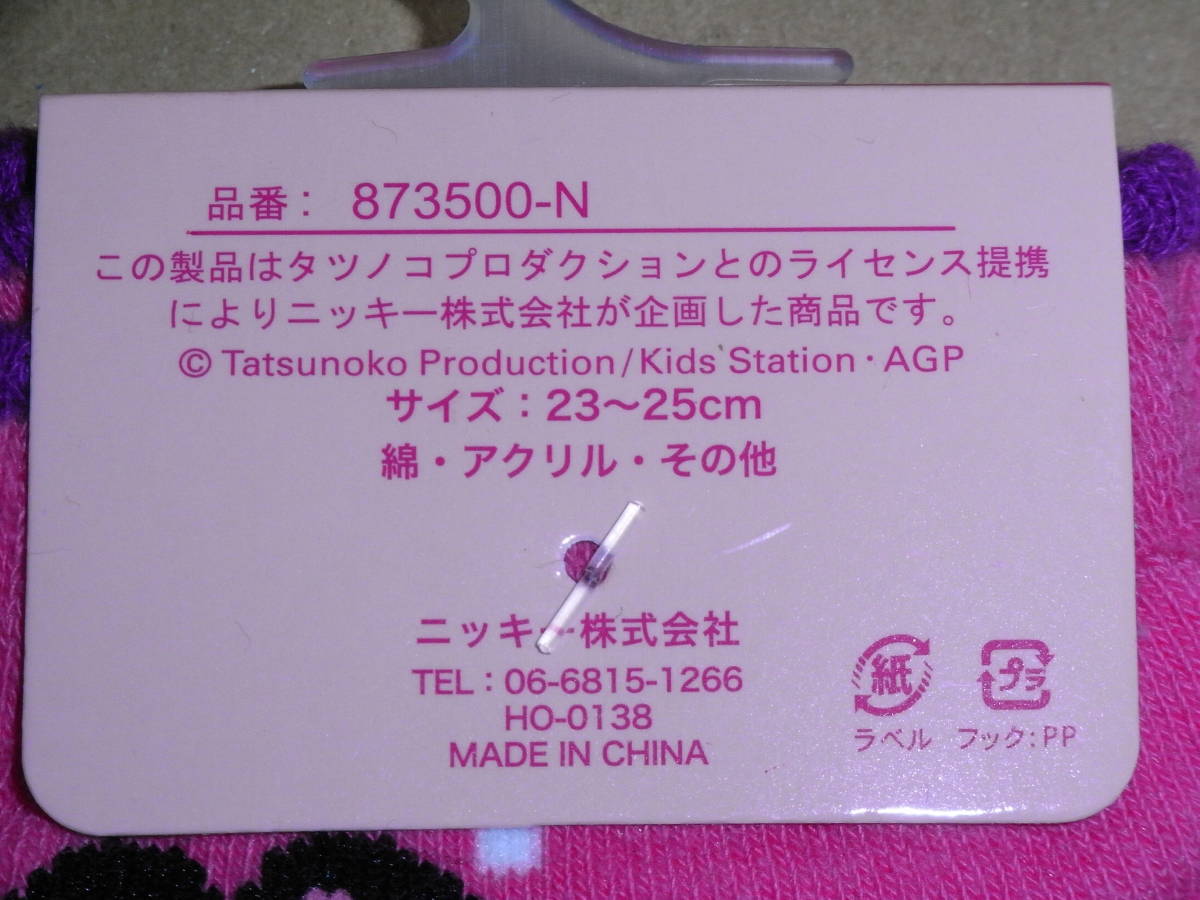 品番： 873500-N
この製品はタツノコプロダクションとのライセンス提携
によりニッキー株式会社が企画した商品です。
© Tatsunoko Production/Kids Station・AGP
サイズ：23〜25cm
綿・アクリル・その他
ニッキー株式会社
TEL：06-6815-1266
HO-0138
MADE IN CHINA
紙 プラ
ラベル フック：PP